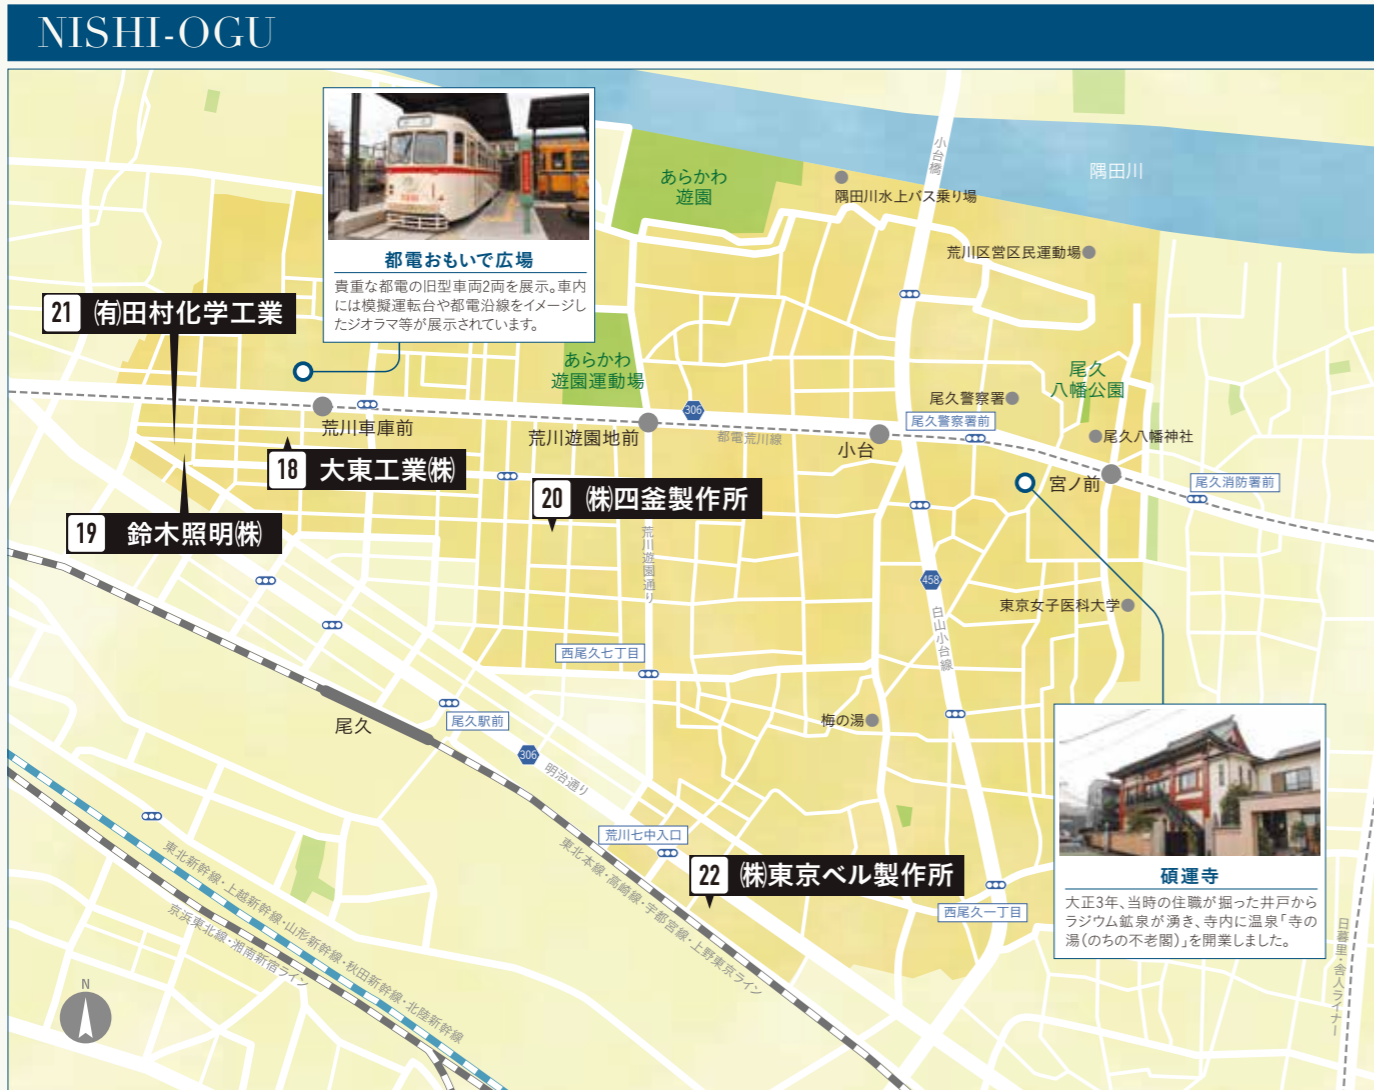 NISHI-OGU
都電おもいで広場
貴重な都電の旧型車両2両を展示。車内
には模擬運転台や都電沿線をイメージし
たジオラマ等が展示されています。
あらかわ
遊園
小台橋
隅田川
隅田川水上バス乗り場
荒川区営区民運動場
21 (有)田村化学工業
あらかわ
遊園運動場
尾久
八幡公園
尾久警察署
306
尾久警察署前
荒川車庫前
荒川遊園地前
都電荒川線
小台
尾久八幡神社
18 大東工業(株)
宮ノ前
尾久消防署前
20 (株)四釜製作所
19 鈴木照明(株)
荒川遊園通り
458
東京女子医科大学
白山小台線
西尾久七丁目
尾久
尾久駅前
梅の湯
306
明治通り
荒川七中入口
22 (株)東京ベル製作所
西尾久一丁目
碩運寺
大正3年、当時の住職が掘った井戸から
ラジウム鉱泉が湧き、寺内に温泉「寺の
湯(のちの不老閣)」を開業しました。
東北新幹線・上越新幹線・山形新幹線・秋田新幹線・北陸新幹線
京浜東北線・湘南新宿ライン
東北本線・高崎線・宇都宮線・上野東京ライン
日暮里・舎人ライナー
N